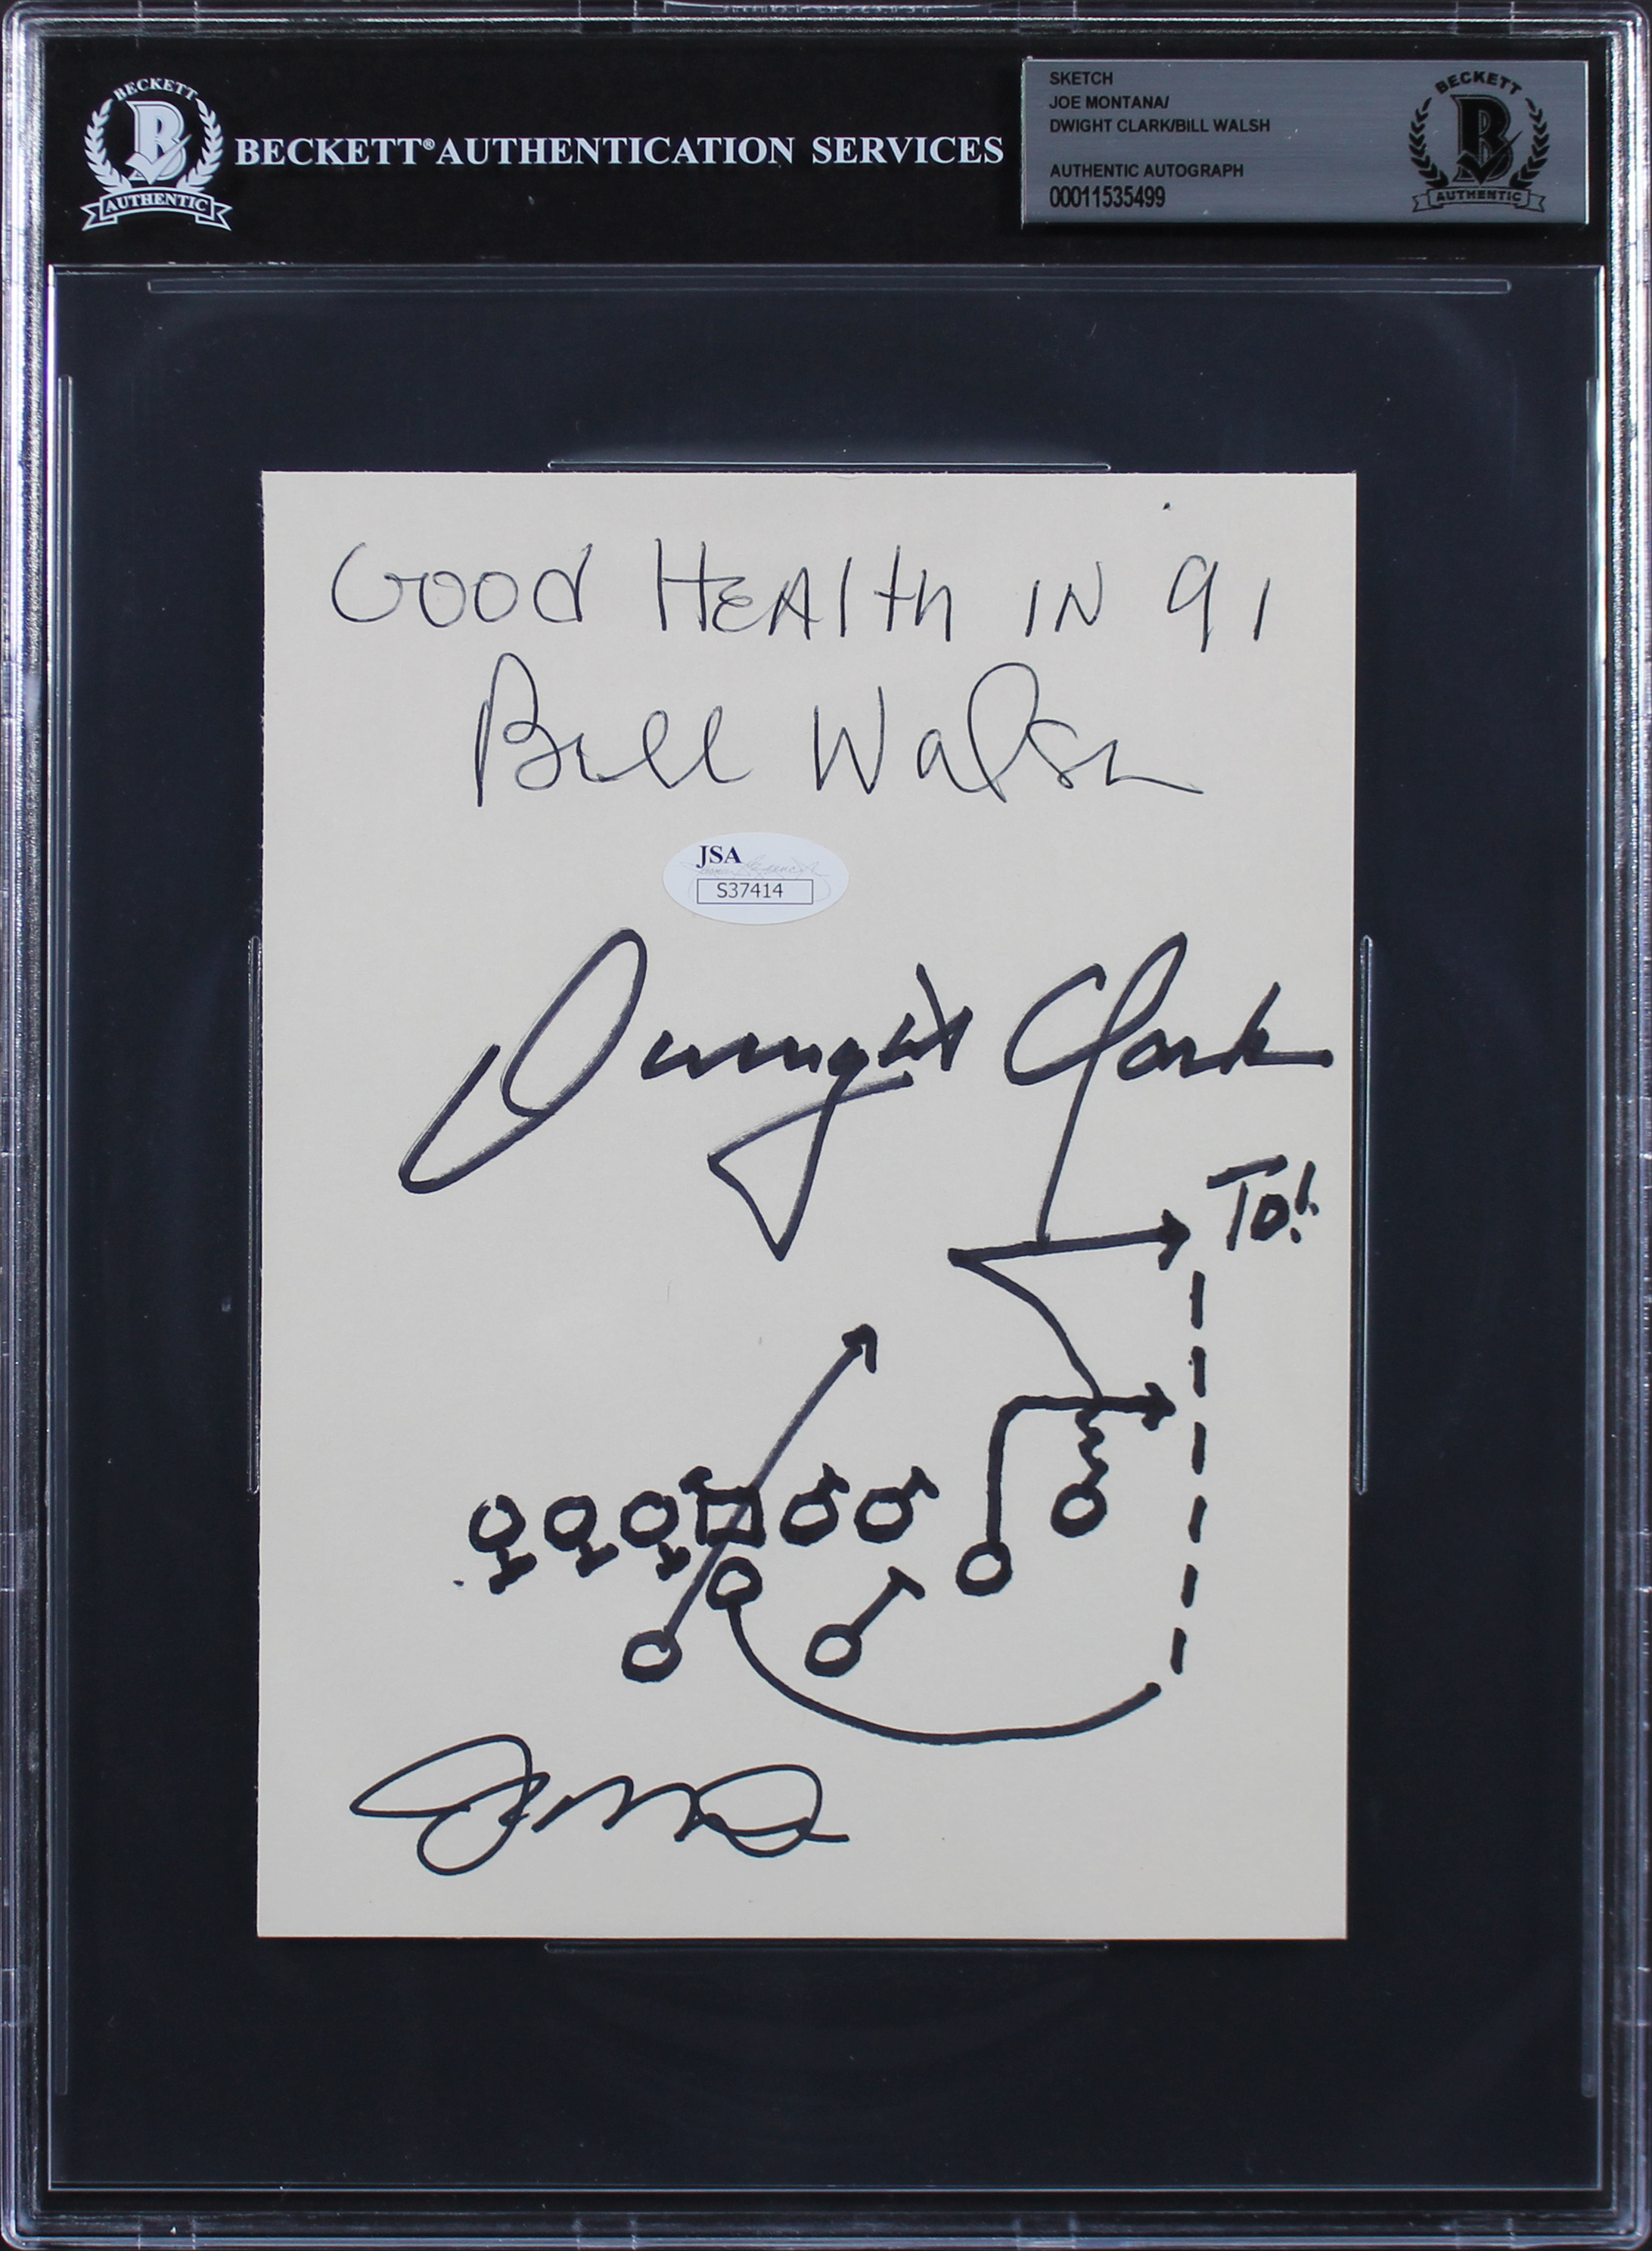 BECKETT
B
AUTHENTIC
BECKETT® AUTHENTICATION SERVICES
SKETCH
JOE MONTANA/
DWIGHT CLARK/BILL WALSH
AUTHENTIC AUTOGRAPH
00011535499
BECKETT
B
AUTHENTIC
Good HEAlth IN 91
Bill Walsh
JSA
S37414
Dwight Clark
TD!